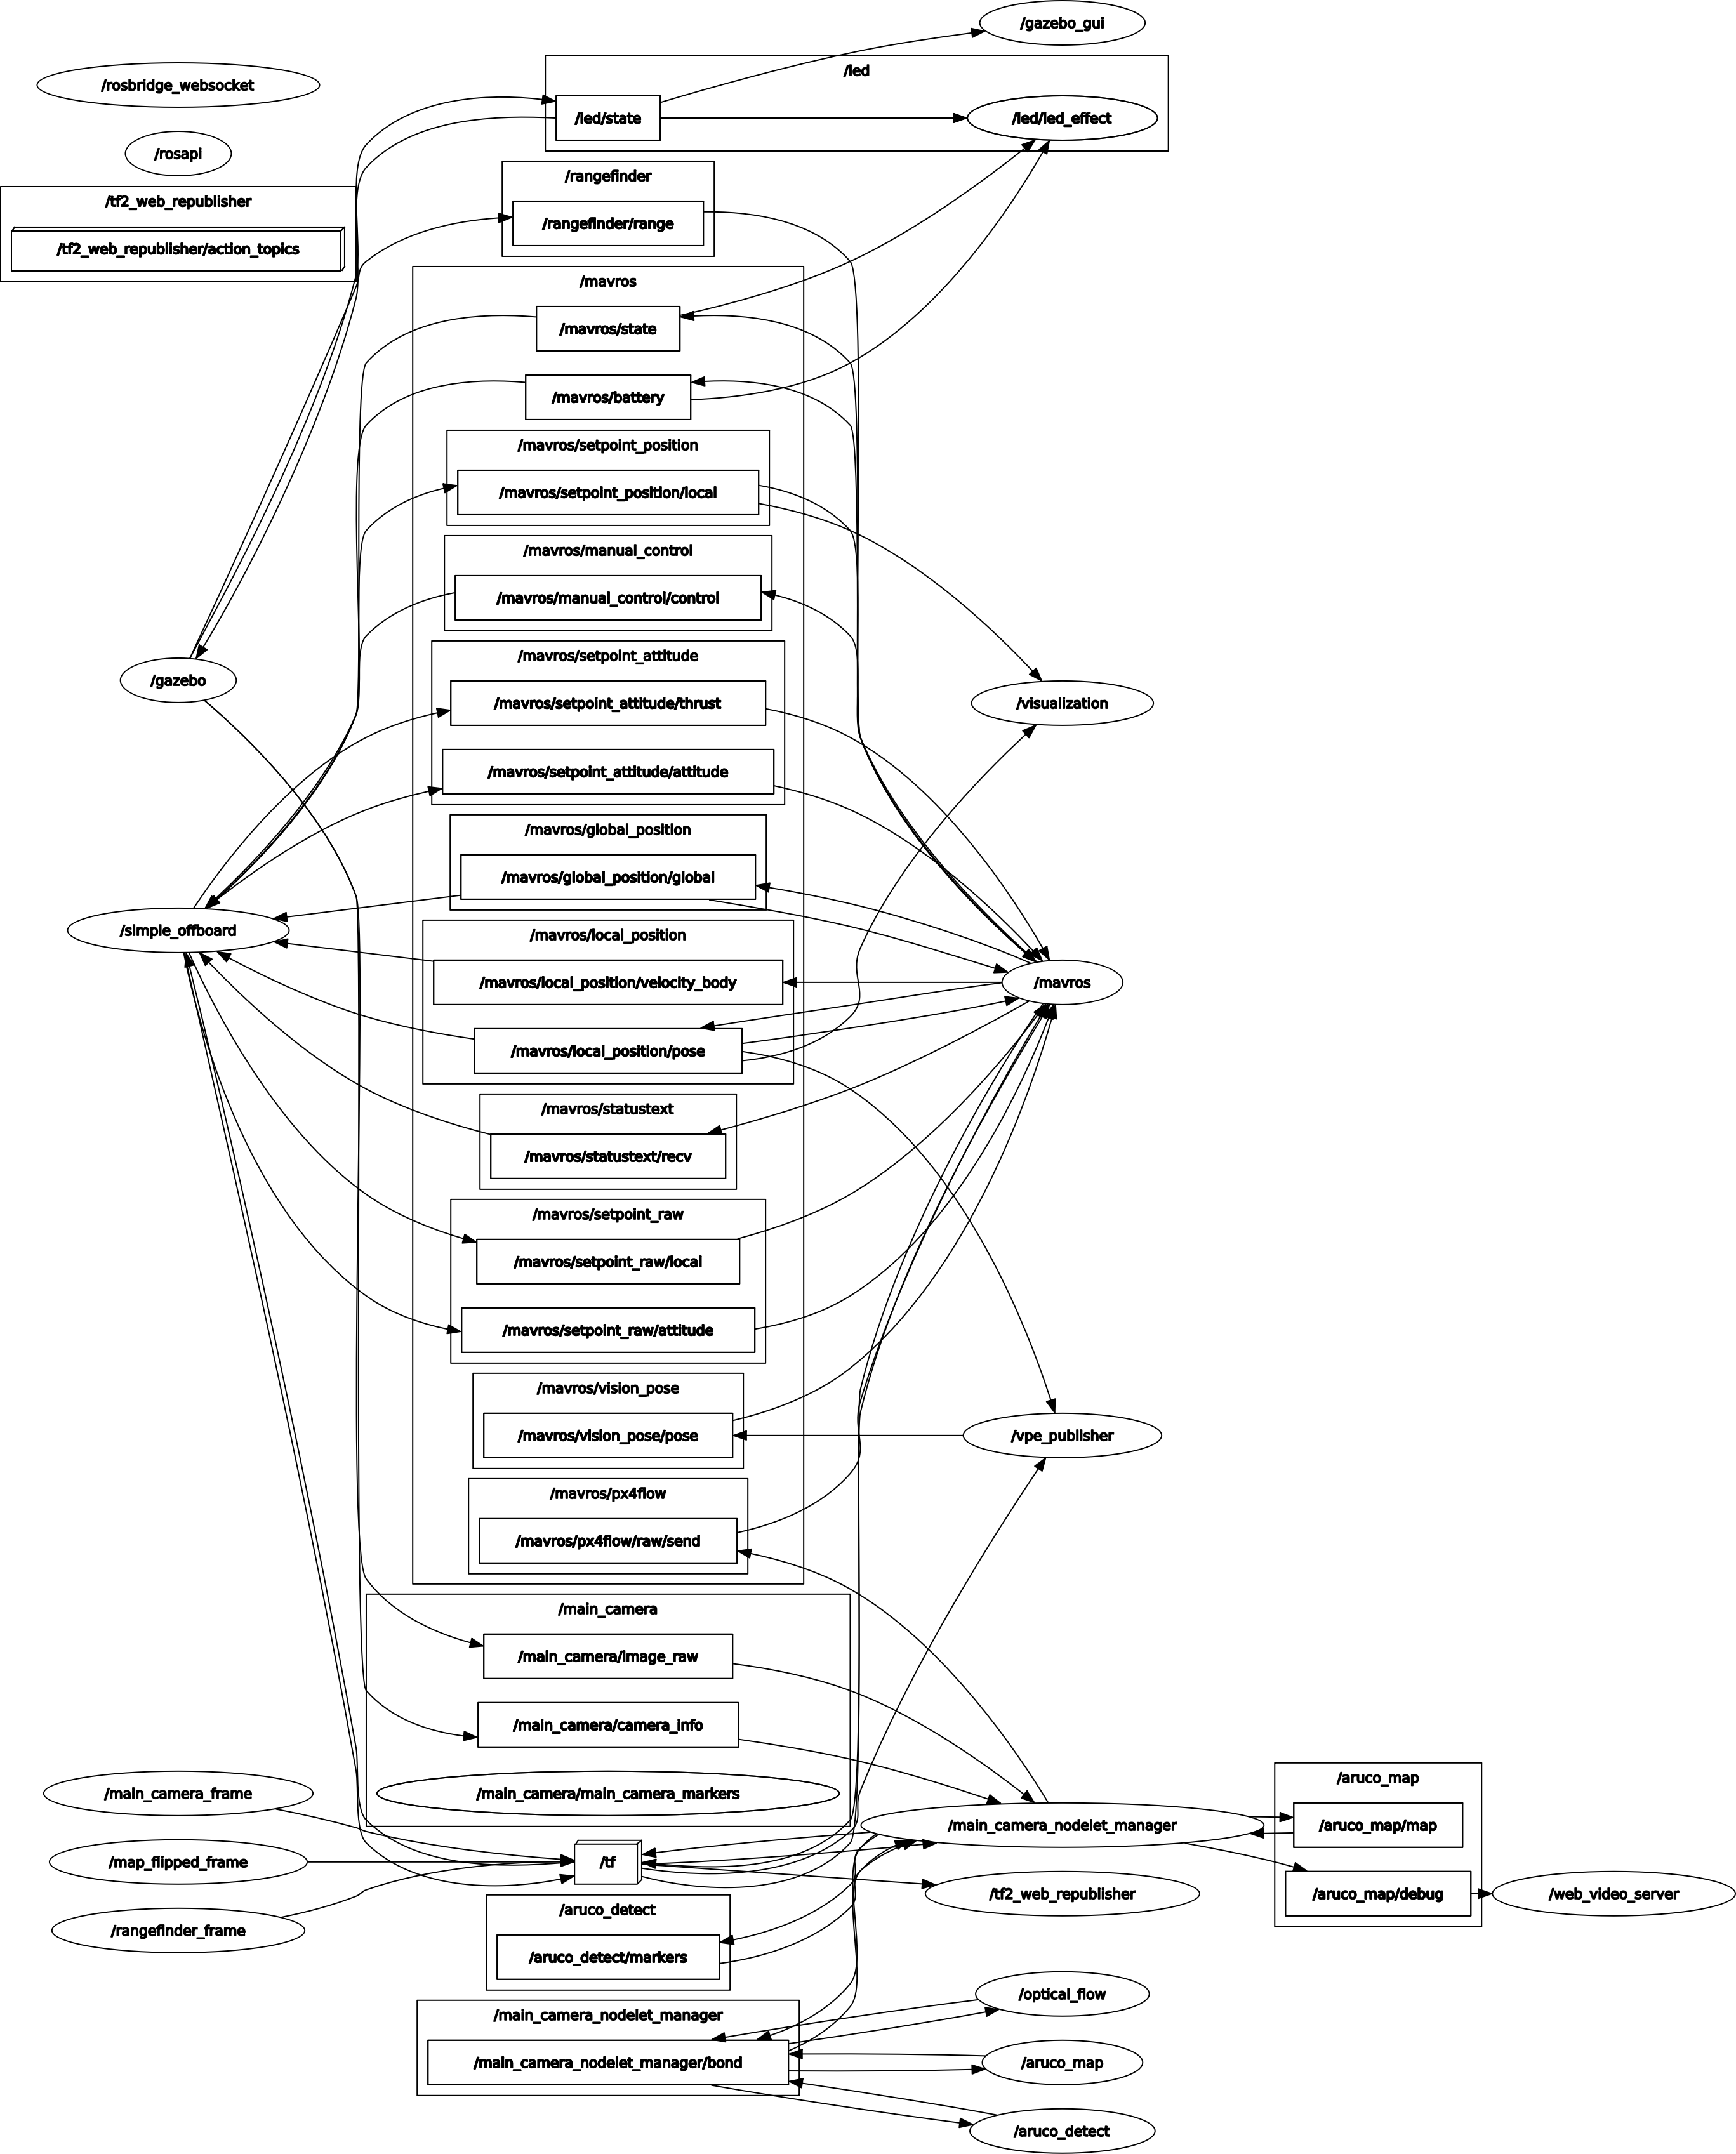 /gazebo_gui
/led
/rosbridge_websocket
/led/state
/led/led_effect
/rosapi
/rangefinder
/tf2_web_republisher
/rangefinder/range
/tf2_web_republisher/action_topics
/mavros
/mavros/state
/mavros/battery
/mavros/setpoint_position
/mavros/setpoint_position/local
/mavros/manual_control
/mavros/manual_control/control
/mavros/setpoint_attitude
/gazebo
/mavros/setpoint_attitude/thrust
/visualization
/mavros/setpoint_attitude/attitude
/mavros/global_position
/mavros/global_position/global
/simple_offboard
/mavros/local_position
/mavros/local_position/velocity_body
/mavros
/mavros/local_position/pose
/mavros/statustext
/mavros/statustext/recv
/mavros/setpoint_raw
/mavros/setpoint_raw/local
/mavros/setpoint_raw/attitude
/mavros/vision_pose
/mavros/vision_pose/pose
/vpe_publisher
/mavros/px4flow
/mavros/px4flow/raw/send
/main_camera
/main_camera/image_raw
/main_camera/camera_info
/aruco_map
/main_camera_frame
/main_camera/main_camera_markers
/main_camera_nodelet_manager
/aruco_map/map
/map_flipped_frame
/tf
/tf2_web_republisher
/aruco_map/debug
/web_video_server
/aruco_detect
/rangefinder_frame
/aruco_detect/markers
/optical_flow
/main_camera_nodelet_manager
/main_camera_nodelet_manager/bond
/aruco_map
/aruco_detect